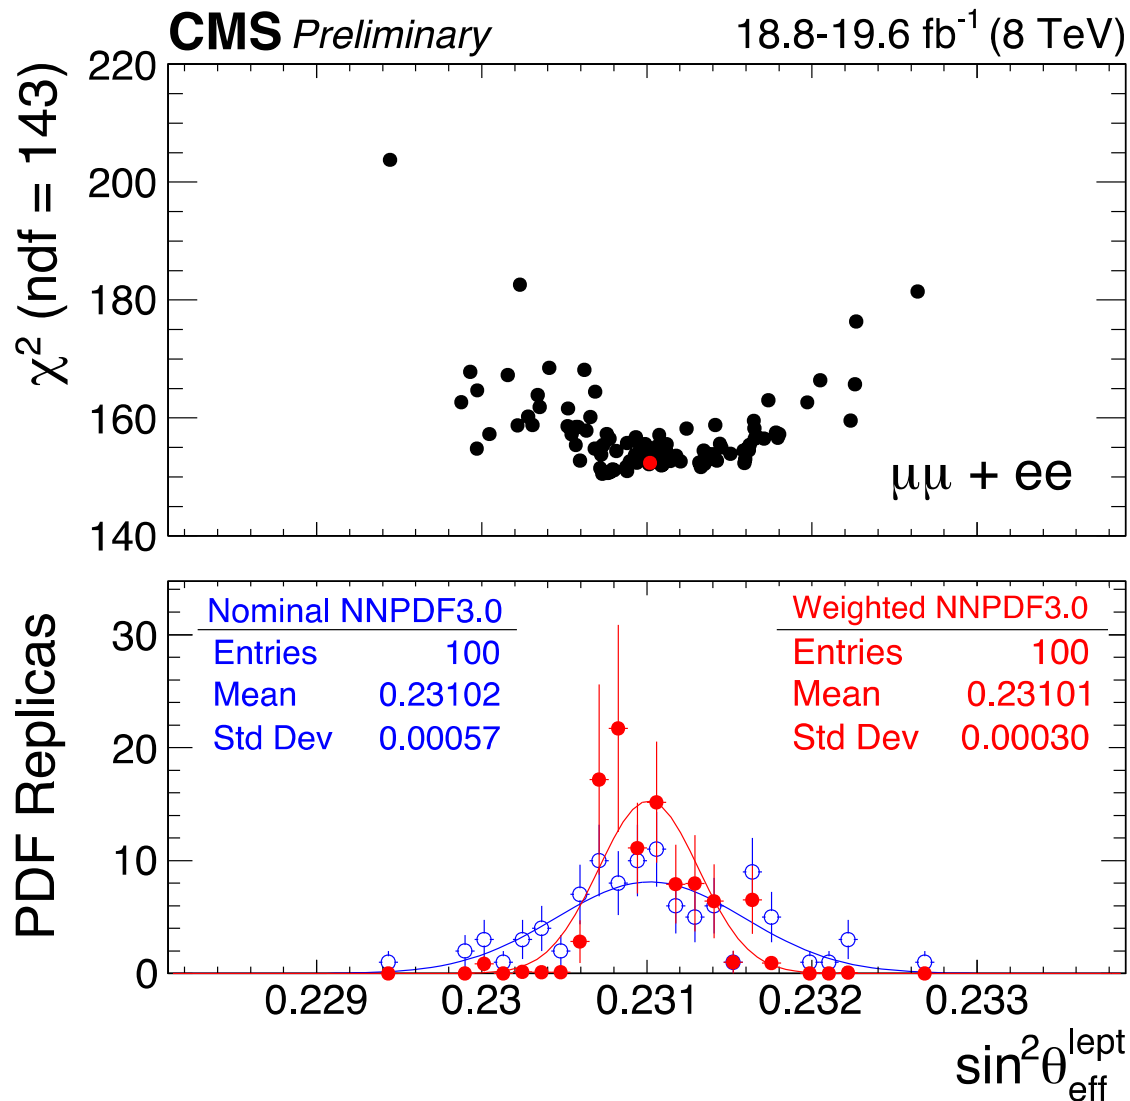 CMS Preliminary 18.8-19.6 fb⁻¹ (8 TeV)
χ² (ndf = 143)
220
200
180
160
140
μμ + ee
PDF Replicas
30
20
10
0
Nominal NNPDF3.0
Entries 100
Mean 0.23102
Std Dev 0.00057
Weighted NNPDF3.0
Entries 100
Mean 0.23101
Std Dev 0.00030
0.229 0.23 0.231 0.232 0.233
sin²θ_eff^lept